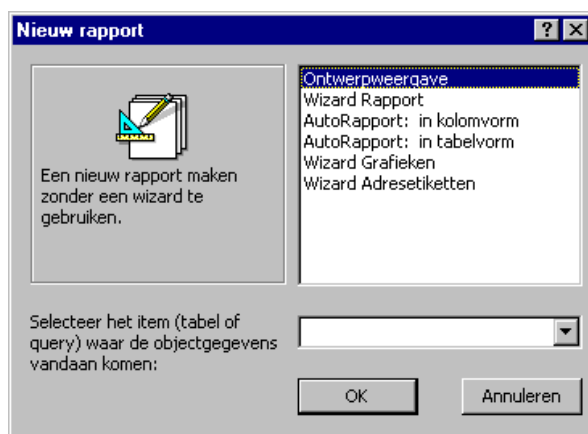 Nieuw rapport
Een nieuw rapport maken
zonder een wizard te
gebruiken.
Ontwerpweergave
Wizard Rapport
AutoRapport: in kolomvorm
AutoRapport: in tabelvorm
Wizard Grafieken
Wizard Adresetiketten
Selecteer het item (tabel of
query) waar de objectgegevens
vandaan komen:
OK
Annuleren